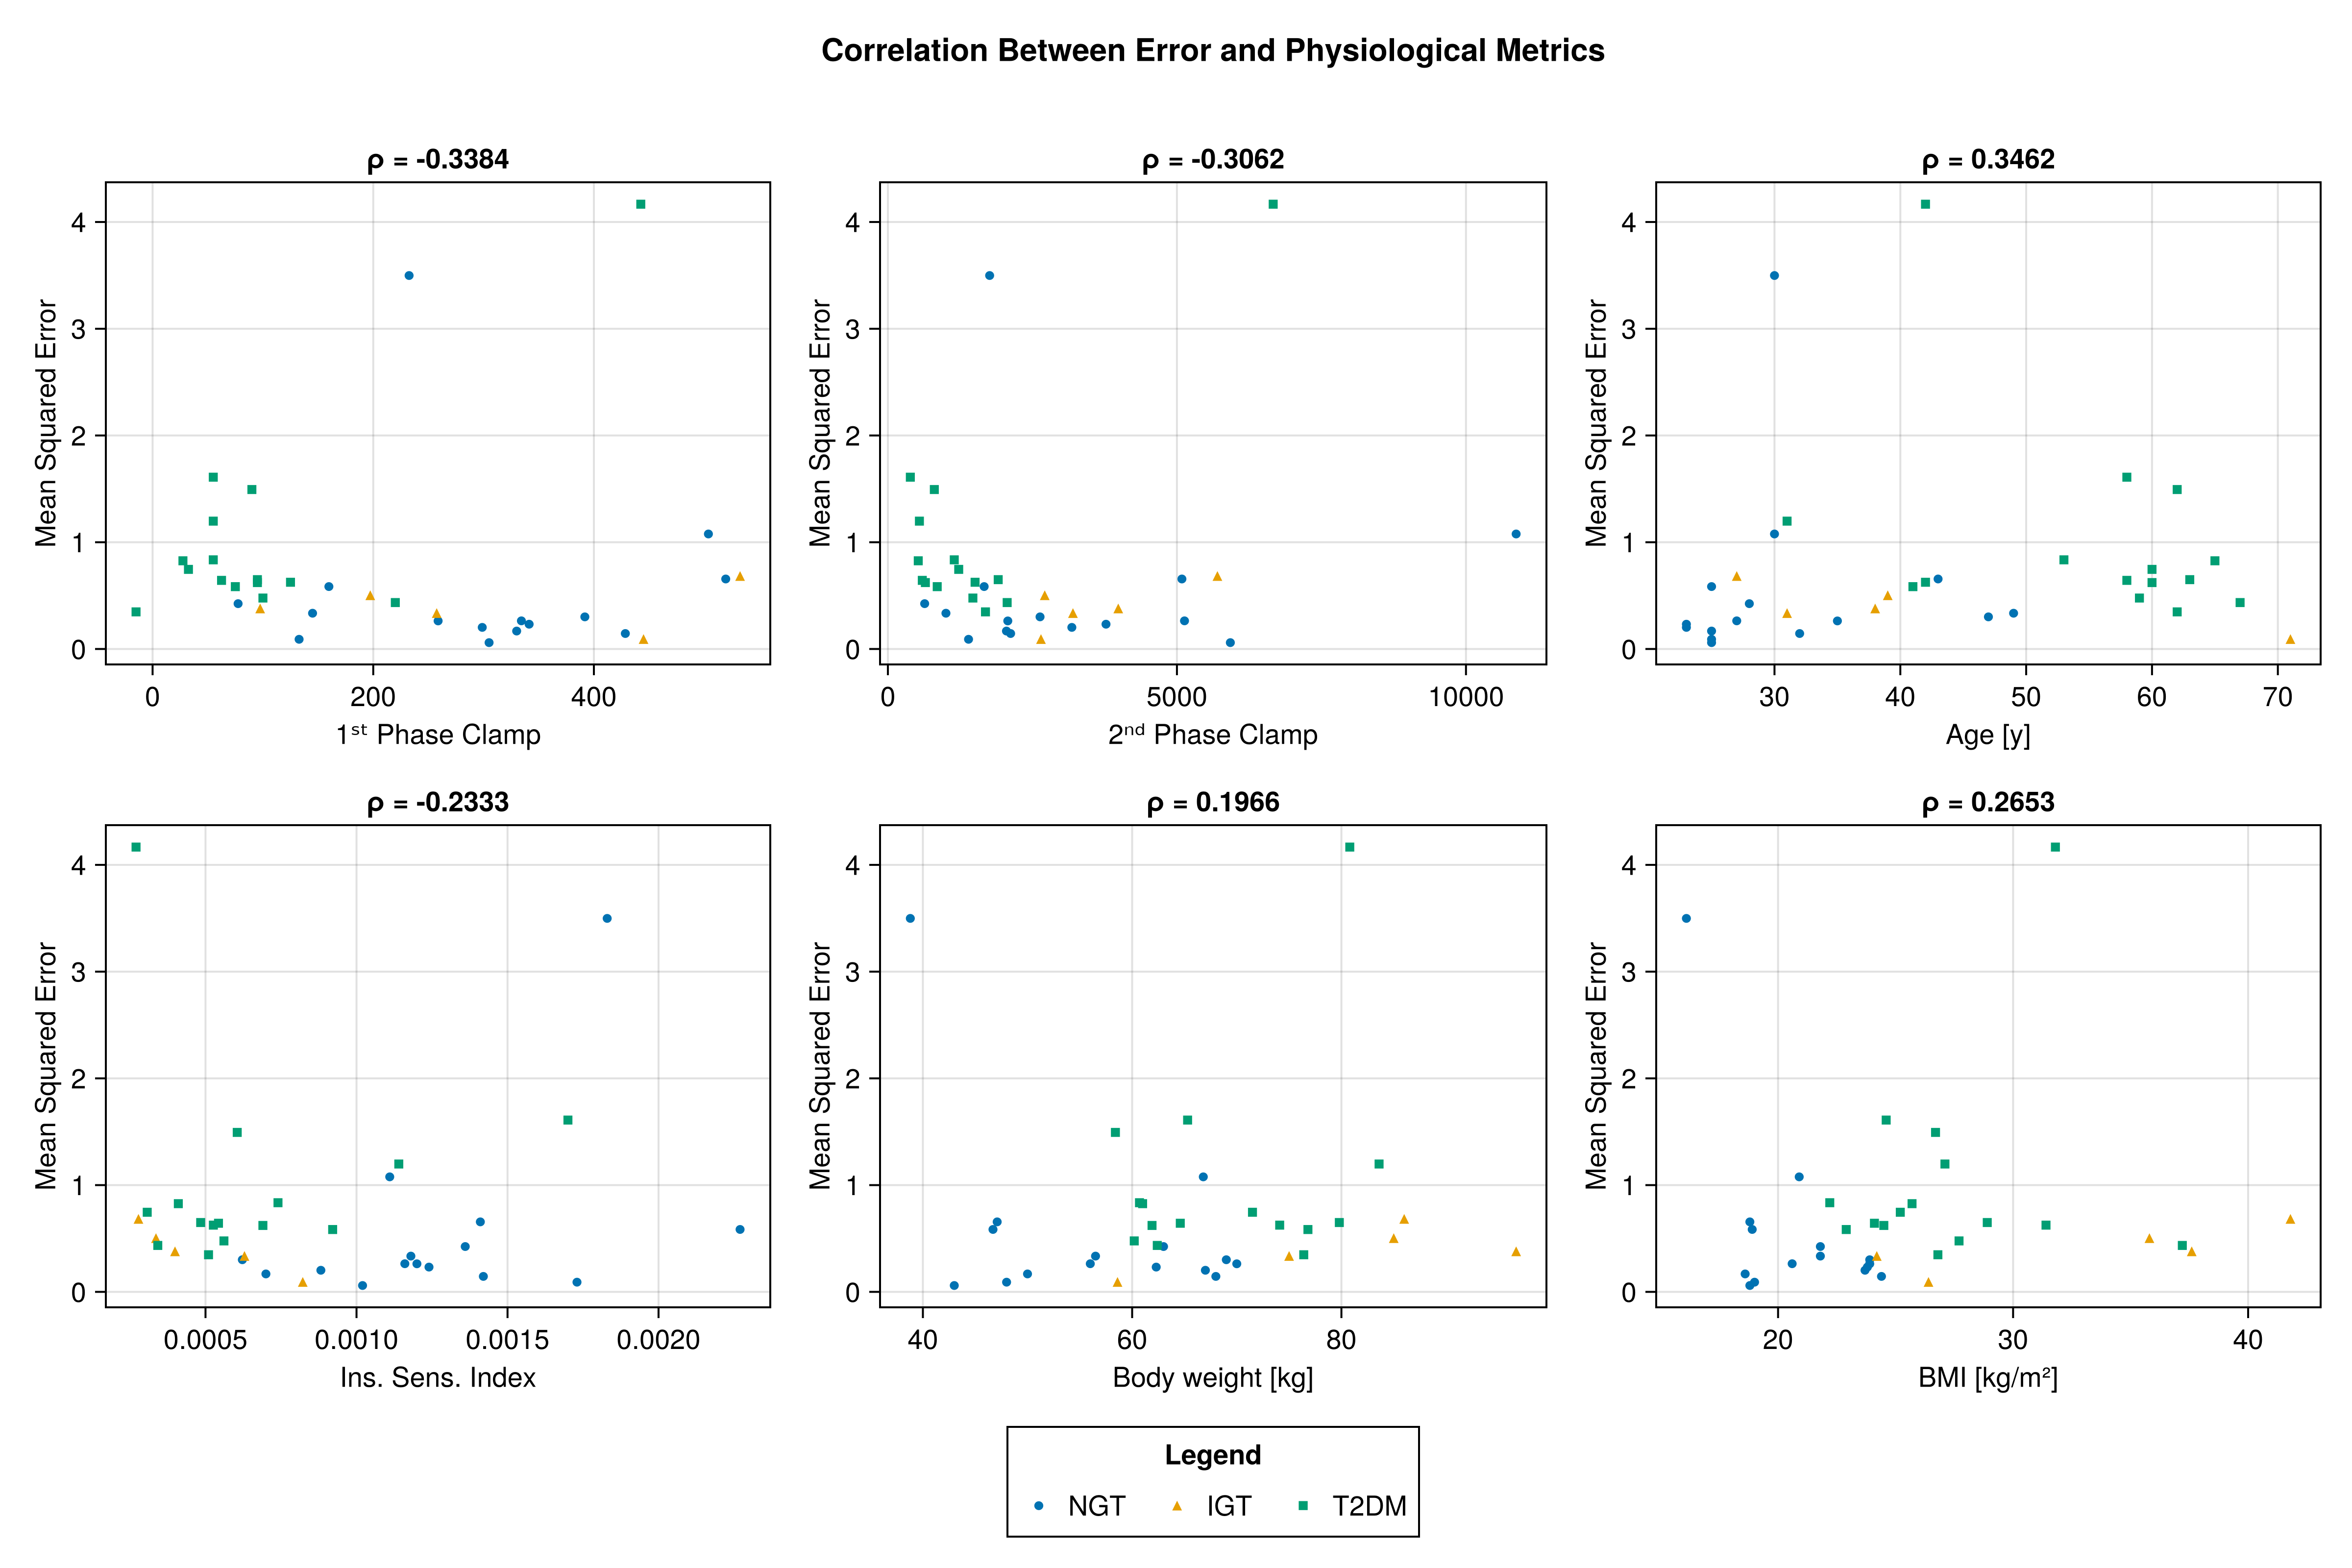 Correlation Between Error and Physiological Metrics
ρ = -0.3384
4
3
2
1
0
Mean Squared Error
0 200 400
1ˢᵗ Phase Clamp
ρ = -0.3062
4
3
2
1
0
Mean Squared Error
0 5000 10000
2ⁿᵈ Phase Clamp
ρ = 0.3462
4
3
2
1
0
Mean Squared Error
30 40 50 60 70
Age [y]
ρ = -0.2333
4
3
2
1
0
Mean Squared Error
0.0005 0.0010 0.0015 0.0020
Ins. Sens. Index
ρ = 0.1966
4
3
2
1
0
Mean Squared Error
40 60 80
Body weight [kg]
ρ = 0.2653
4
3
2
1
0
Mean Squared Error
20 30 40
BMI [kg/m²]
Legend
NGT IGT T2DM